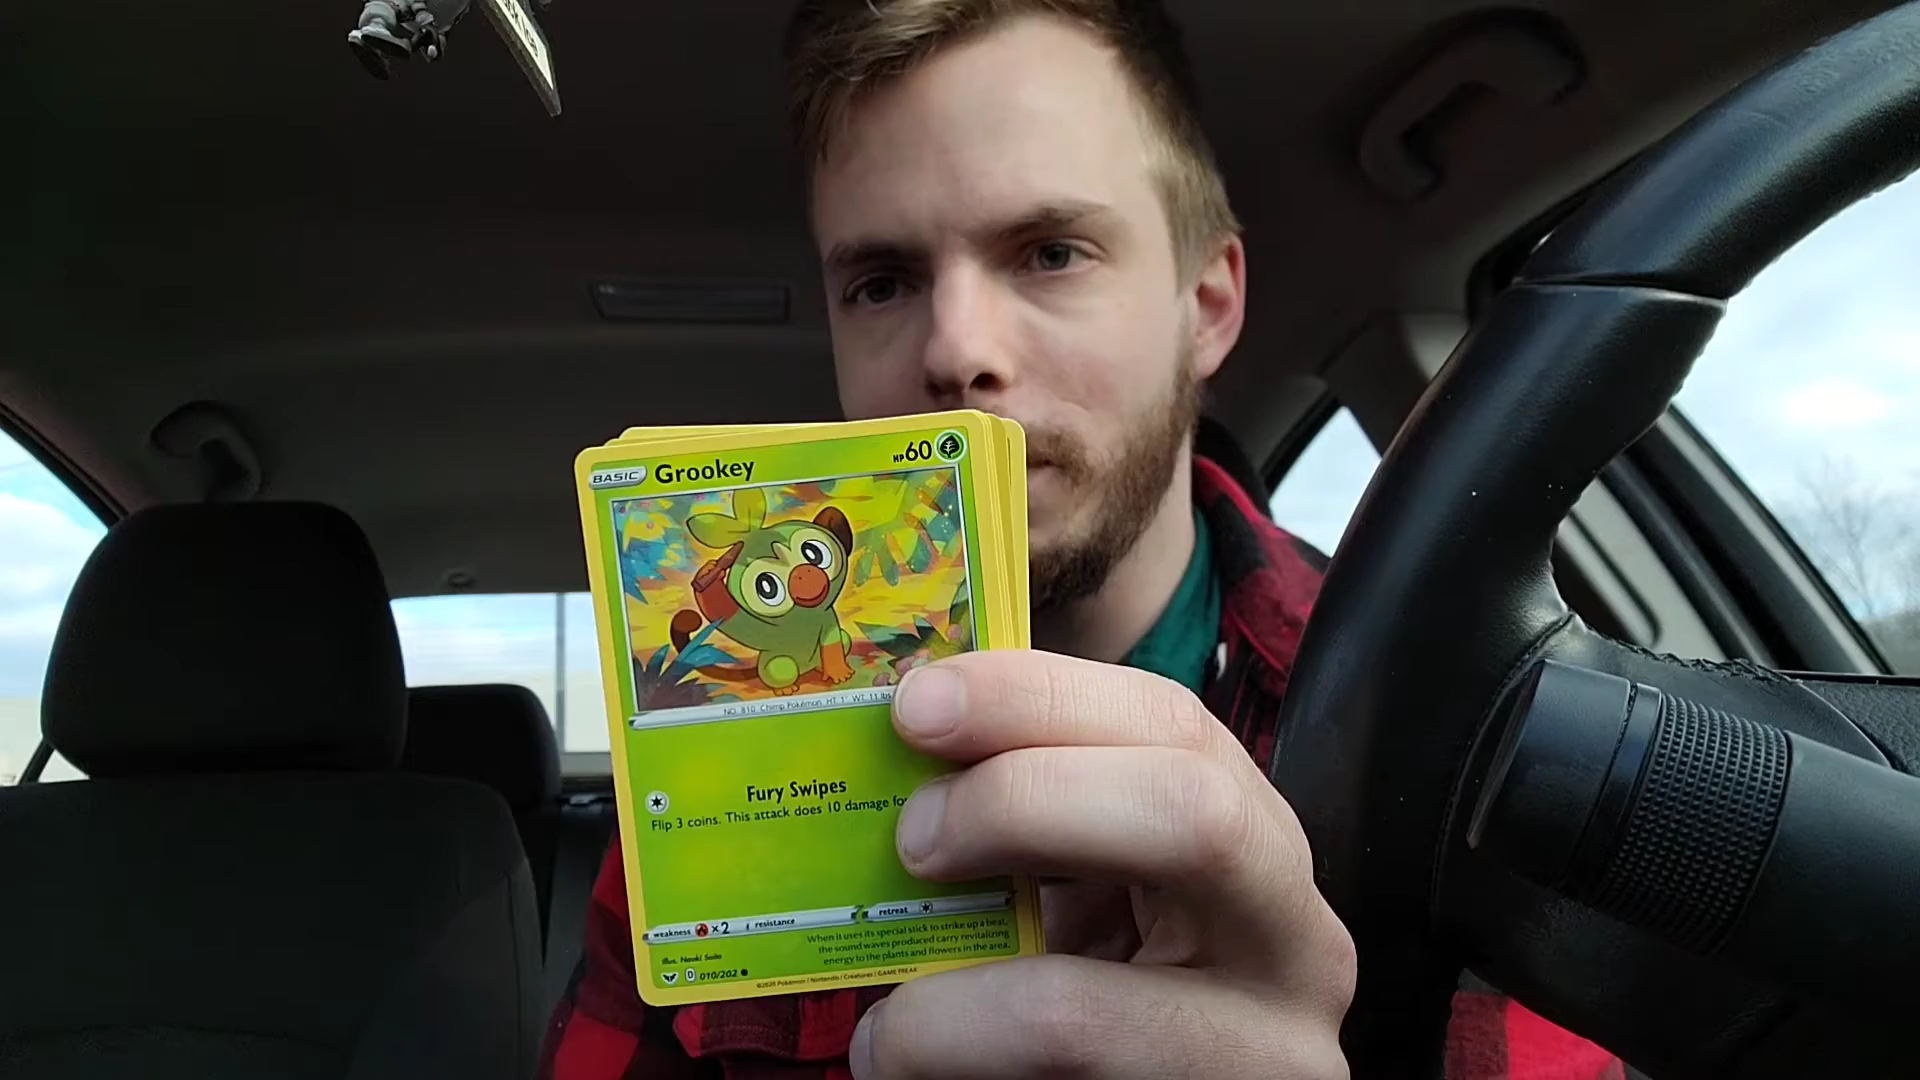 BASIC Grookey HP 60
NO. 810 Chimp Pokémon HT 1' WT 11 lbs
Fury Swipes
Flip 3 coins. This attack does 10 damage for
weakness ×2 resistance retreat
When it uses its special stick to strike up a beat,
the sound waves produced carry revitalizing
energy to the plants and flowers in the area.
Illus. Naoki Saito
D 010/202
©2020 Pokémon / Nintendo / Creatures / GAME FREAK